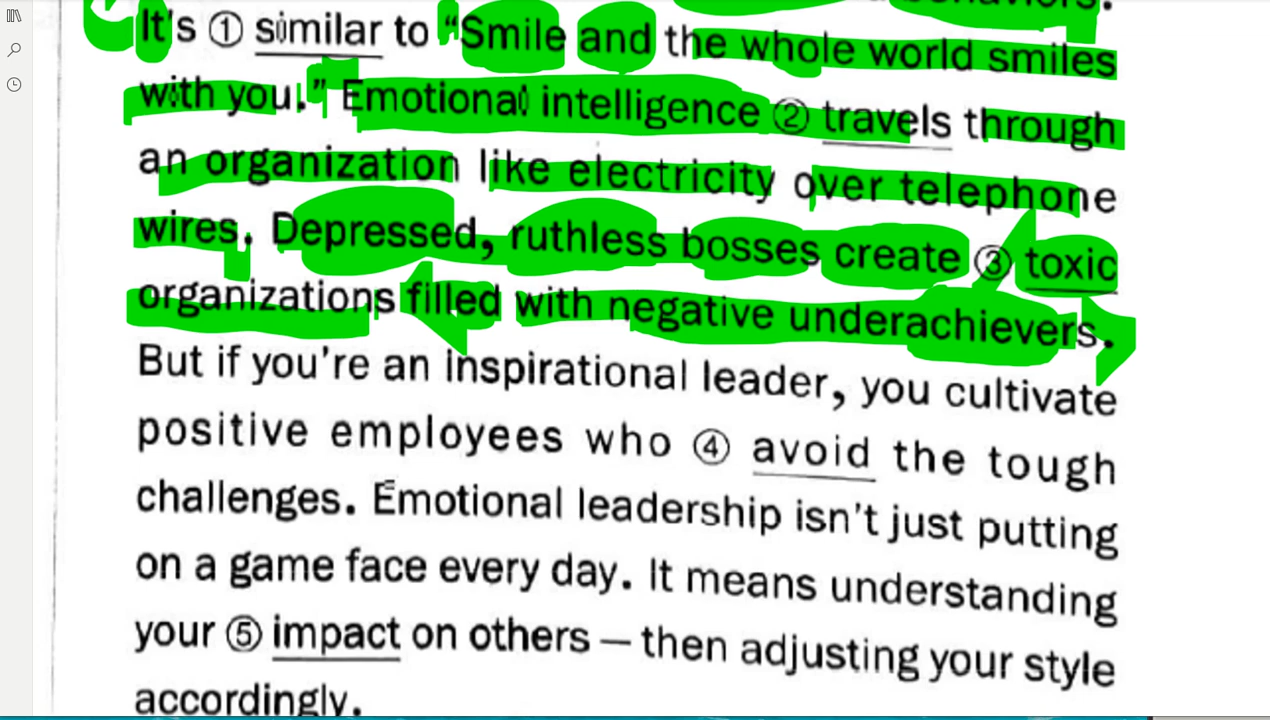 behaviors.
It's ① similar to “Smile and the whole world smiles
with you.” Emotional intelligence ② travels through
an organization like electricity over telephone
wires. Depressed, ruthless bosses create ③ toxic
organizations filled with negative underachievers.
But if you're an inspirational leader, you cultivate
positive employees who ④ avoid the tough
challenges. Emotional leadership isn't just putting
on a game face every day. It means understanding
your ⑤ impact on others — then adjusting your style
accordingly.